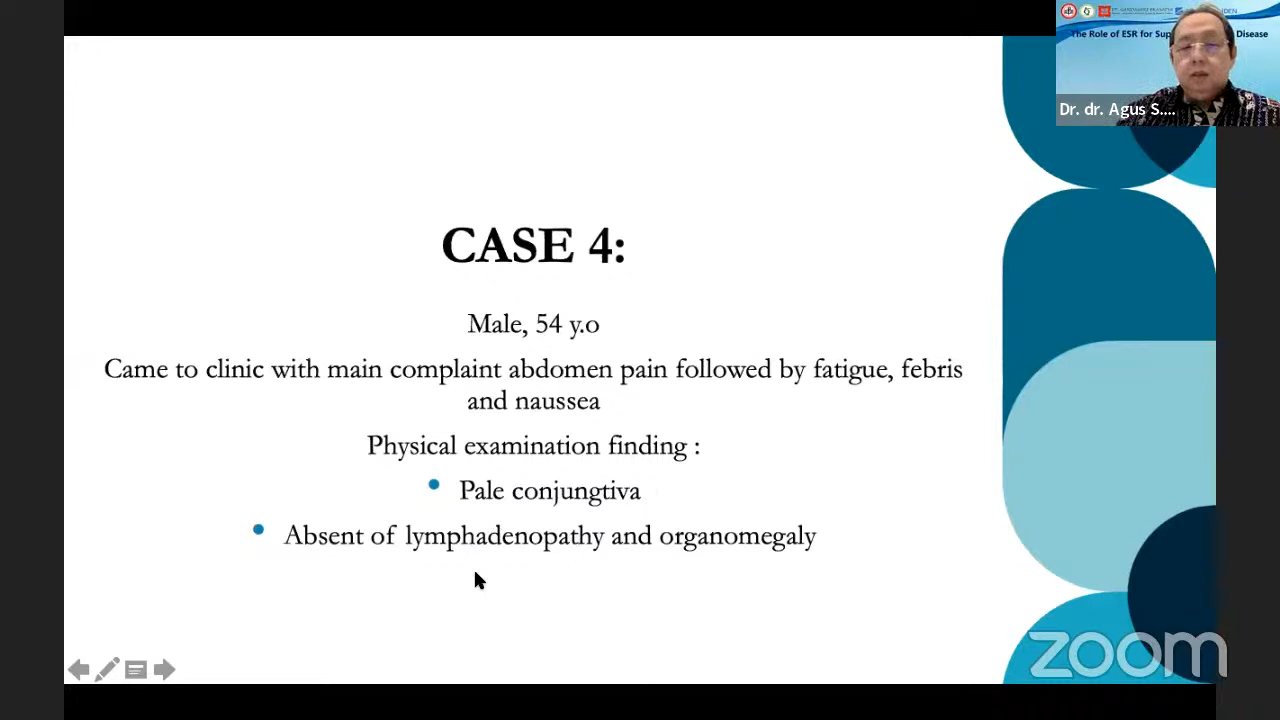 The Role of ESR for Sup
Disease
Dr. dr. Agus S....
CASE 4:
Male, 54 y.o
Came to clinic with main complaint abdomen pain followed by fatigue, febris
and naussea
Physical examination finding :
Pale conjungtiva
Absent of lymphadenopathy and organomegaly
zoom